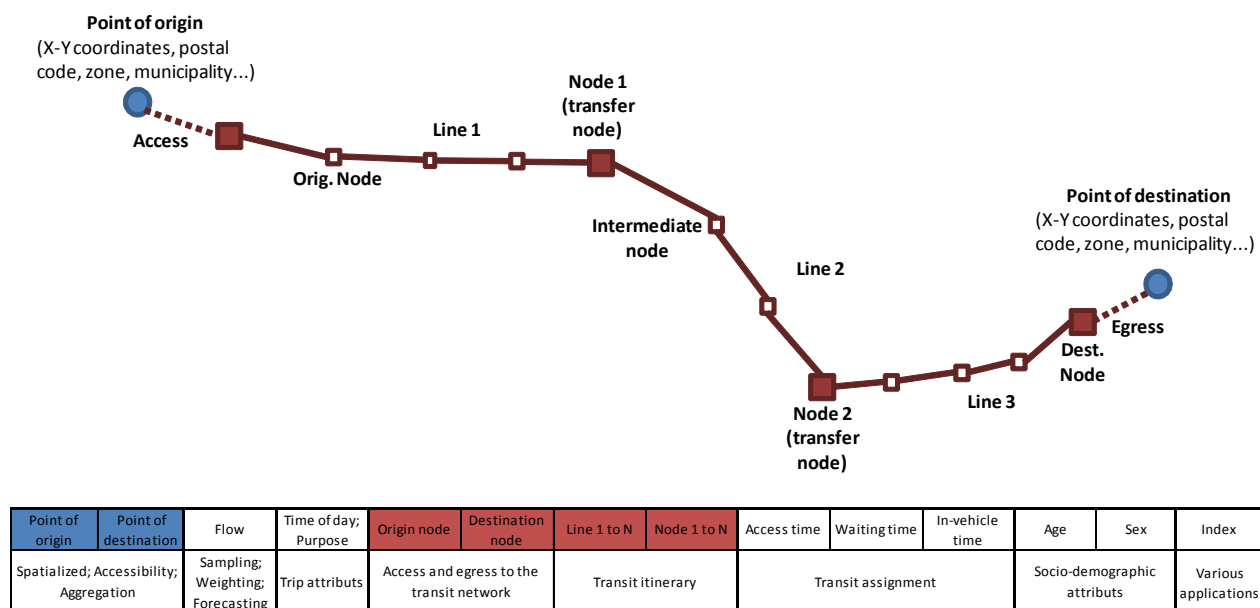 Point of origin
(X-Y coordinates, postal
code, zone, municipality...)
Access
Orig. Node
Line 1
Node 1
(transfer
node)
Intermediate
node
Line 2
Node 2
(transfer
node)
Line 3
Point of destination
(X-Y coordinates, postal
code, zone, municipality...)
Egress
Dest.
Node
Point of
origin
Point of
destination
Flow
Time of day;
Purpose
Origin node
Destination
node
Line 1 to N
Node 1 to N
Access time
Waiting time
In-vehicle
time
Age
Sex
Index
Spatialized; Accessibility;
Aggregation
Sampling;
Weighting;
Forecasting
Trip attributs
Access and egress to the
transit network
Transit itinerary
Transit assignment
Socio-demographic
attributs
Various
applications